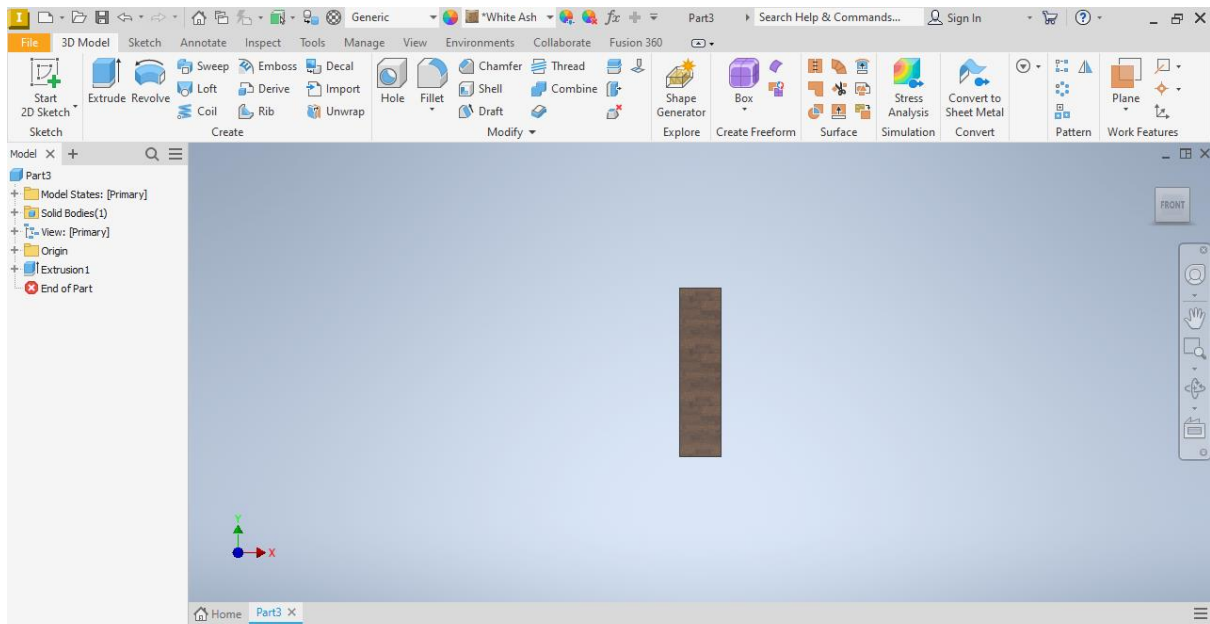 I Generic *White Ash fx Part3 Search Help & Commands... Sign In
File 3D Model Sketch Annotate Inspect Tools Manage View Environments Collaborate Fusion 360
Start 2D Sketch Extrude Revolve Sweep Emboss Decal Hole Fillet Chamfer Thread Shape Generator Box Stress Analysis Convert to Sheet Metal Plane
Loft Derive Import Shell Combine
Coil Rib Unwrap Draft
Sketch Create Modify Explore Create Freeform Surface Simulation Convert Pattern Work Features
Model
Part3
Model States: [Primary]
Solid Bodies(1)
View: [Primary]
Origin
Extrusion1
End of Part
FRONT
Y
X
Home Part3